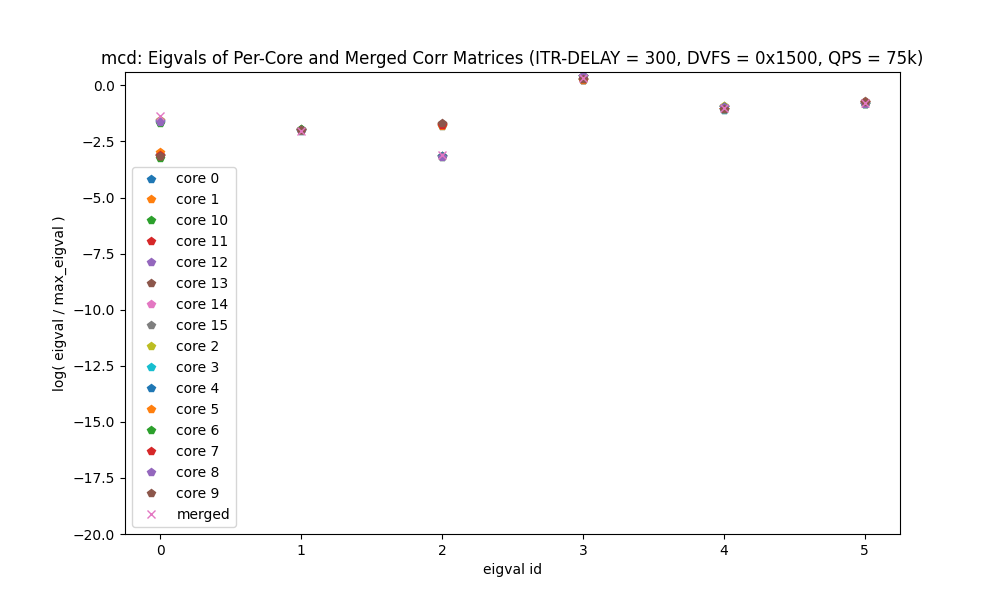 mcd: Eigvals of Per-Core and Merged Corr Matrices (ITR-DELAY = 300, DVFS = 0x1500, QPS = 75k)
log( eigval / max_eigval )
0.0
−2.5
−5.0
−7.5
−10.0
−12.5
−15.0
−17.5
−20.0
core 0
core 1
core 10
core 11
core 12
core 13
core 14
core 15
core 2
core 3
core 4
core 5
core 6
core 7
core 8
core 9
merged
0 1 2 3 4 5
eigval id